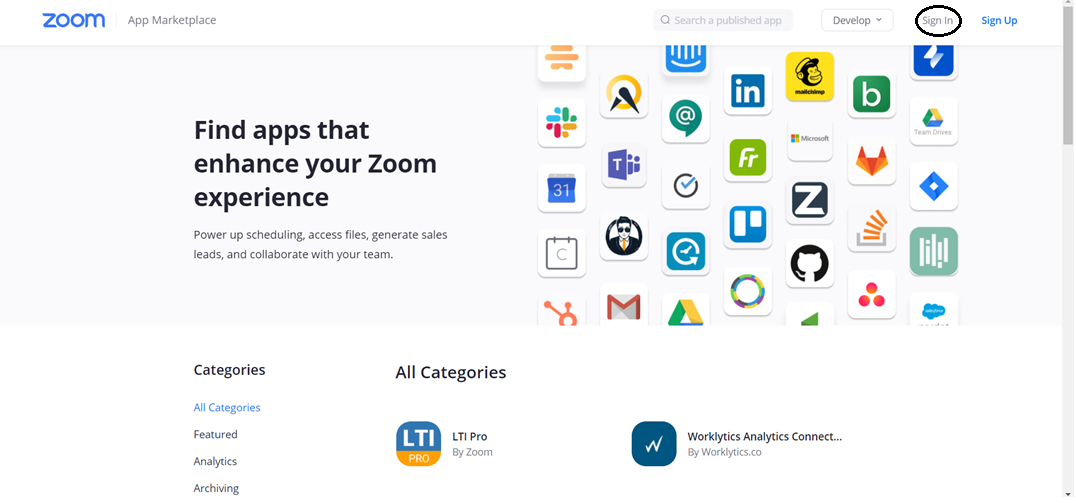 zoom
App Marketplace
Search a published app
Develop
Sign In
Sign Up
Find apps that
enhance your Zoom
experience
Power up scheduling, access files, generate sales
leads, and collaborate with your team.
31
C
@
T
in
fr
Z
mailchimp
Microsoft
b
Team Drives
salesforce
Categories
All Categories
Featured
Analytics
Archiving
All Categories
LTI
PRO
LTI Pro
By Zoom
Worklytics Analytics Connect...
By Worklytics.co